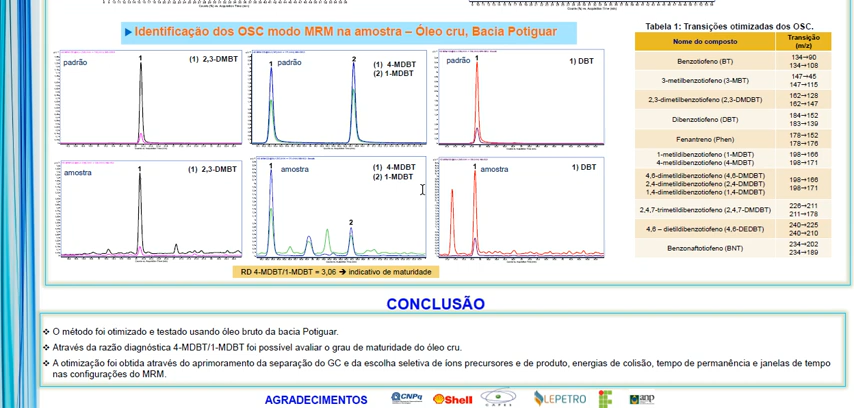 Identificação dos OSC modo MRM na amostra – Óleo cru, Bacia Potiguar
padrão
1
(1) 2,3-DMBT
padrão
1
2
(1) 4-MDBT
(2) 1-MDBT
padrão
1
1) DBT
amostra
1
(1) 2,3-DMBT
amostra
1
2
(1) 4-MDBT
(2) 1-MDBT
amostra
1
1) DBT
RD 4-MDBT/1-MDBT = 3,06 ➔ indicativo de maturidade
Tabela 1: Transições otimizadas dos OSC.
Nome do composto
Transição
(m/z)
Benzotiofeno (BT)
134→90
134→108
3-metilbenzotiofeno (3-MBT)
147→45
147→115
2,3-dimetilbenzotiofeno (2,3-DMDBT)
162→128
162→147
Dibenzotiofeno (DBT)
184→152
183→139
Fenantreno (Phen)
178→152
178→176
1-metildibenzotiofeno (1-MDBT)
4-metildibenzotiofeno (4-MDBT)
198→166
198→171
4,6-dimetildibenzotiofeno (4,6-DMDBT)
2,4-dimetildibenzotiofeno (2,4-DMDBT)
1,4-dimetildibenzotiofeno (1,4-DMDBT)
198→166
198→171
2,4,7-trimetildibenzotiofeno (2,4,7-DMDBT)
226→211
211→178
4,6 – dietildibenzotiofeno (4,6-DEDBT)
240→225
240→210
Benzonaftotiofeno (BNT)
234→202
234→189
CONCLUSÃO
❖ O método foi otimizado e testado usando óleo bruto da bacia Potiguar.
❖ Através da razão diagnóstica 4-MDBT/1-MDBT foi possível avaliar o grau de maturidade do óleo cru.
❖ A otimização foi obtida através do aprimoramento da separação do GC e da escolha seletiva de íons precursores e de produto, energias de colisão, tempo de permanência e janelas de tempo
nas configurações do MRM.
AGRADECIMENTOS
CNPq
Shell
LEPETRO
anp